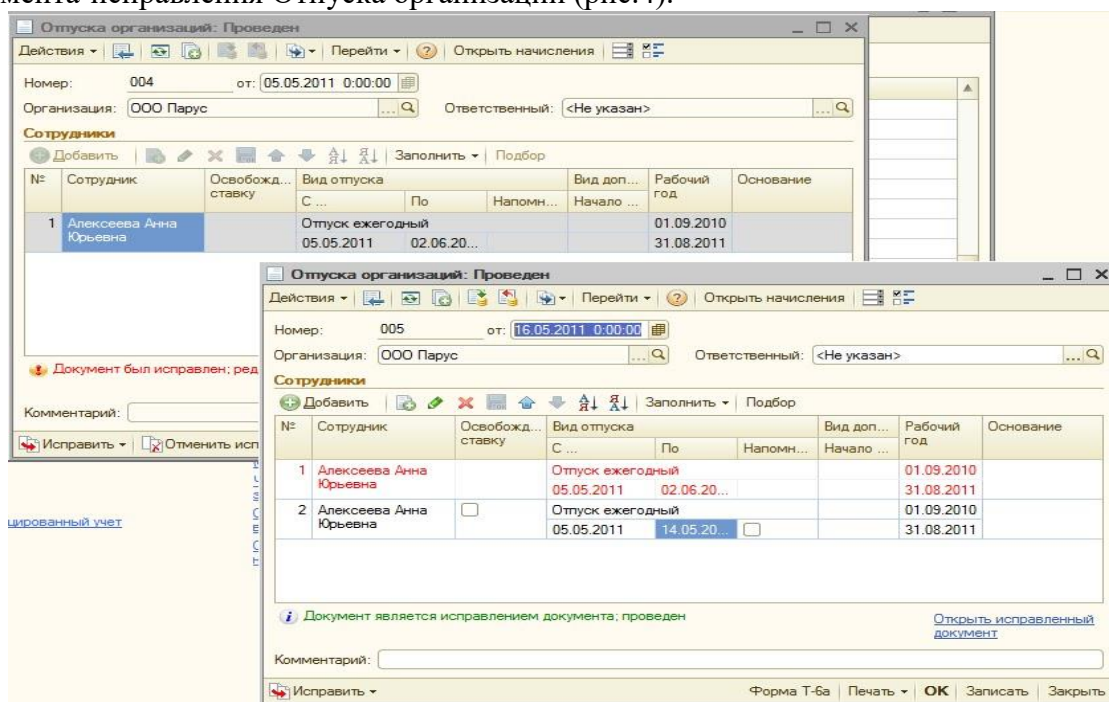 мента исправления Отпуска организаций (рис.4).
Отпуска организаций: Проведен
Действия Перейти Открыть начисления
Номер: 004 от: 05.05.2011 0:00:00
Организация: ООО Парус ... Ответственный: <Не указан> ...
Сотрудники
Добавить Заполнить Подбор
№ Сотрудник Освобожд... ставку Вид отпуска Вид доп... Рабочий год Основание
С ... По Напомн... Начало ...
1 Алексеева Анна Юрьевна Отпуск ежегодный 01.09.2010
05.05.2011 02.06.20... 31.08.2011
Документ был исправлен; ред
Комментарий:
Исправить Отменить исп
цированный учет
Отпуска организаций: Проведен
Действия Перейти Открыть начисления
Номер: 005 от: 16.05.2011 0:00:00
Организация: ООО Парус ... Ответственный: <Не указан> ...
Сотрудники
Добавить Заполнить Подбор
№ Сотрудник Освобожд... ставку Вид отпуска Вид доп... Рабочий год Основание
С ... По Напомн... Начало ...
1 Алексеева Анна Юрьевна Отпуск ежегодный 01.09.2010
05.05.2011 02.06.20... 31.08.2011
2 Алексеева Анна Юрьевна Отпуск ежегодный 01.09.2010
05.05.2011 14.05.20... 31.08.2011
Документ является исправлением документа; проведен
Открыть исправленный
документ
Комментарий:
Исправить Форма Т-6а Печать OK Записать Закрыть